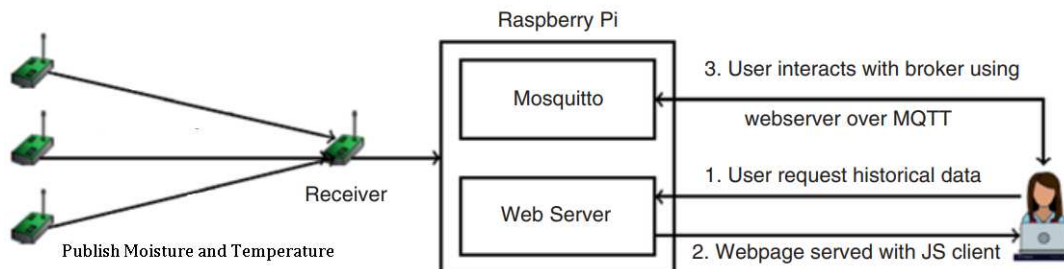 Raspberry Pi
Mosquitto
3. User interacts with broker using
webserver over MQTT
1. User request historical data
Receiver
Web Server
Publish Moisture and Temperature
2. Webpage served with JS client